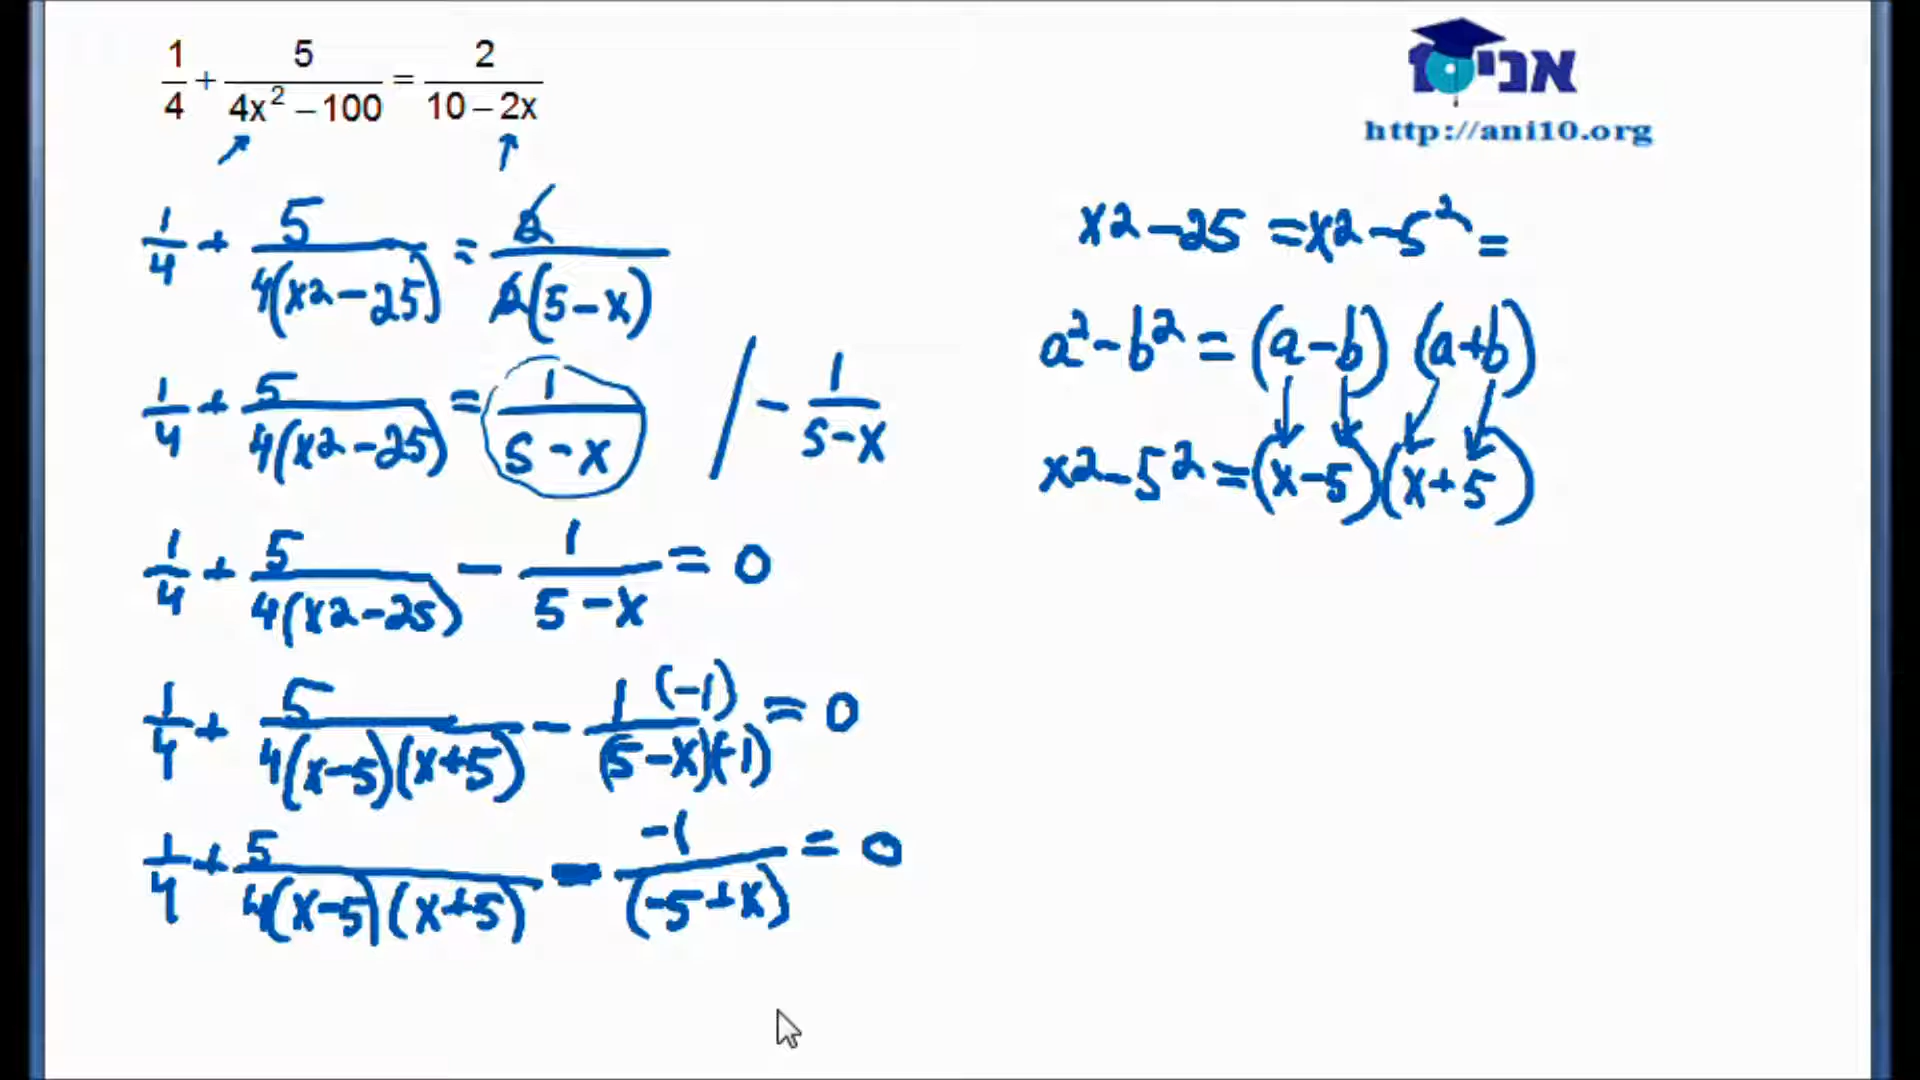 1/4 + 5/(4x² – 100) = 2/(10 – 2x)
1/4 + 5/(4(x2 – 25)) = 2/(2(5 – x))
1/4 + 5/(4(x2 – 25)) = 1/(5 – x) / – 1/(5 – x)
1/4 + 5/(4(x2 – 25)) – 1/(5 – x) = 0
1/4 + 5/(4(x–5)(x+5)) – 1(–1)/((5 – x)(–1)) = 0
1/4 + 5/(4(x–5)(x+5)) – –1/(–5+x) = 0
אני10
http://ani10.org
x2 – 25 = x2 – 5² =
a² – b² = (a – b) (a+b)
x2 – 5² = (x – 5)(x + 5)